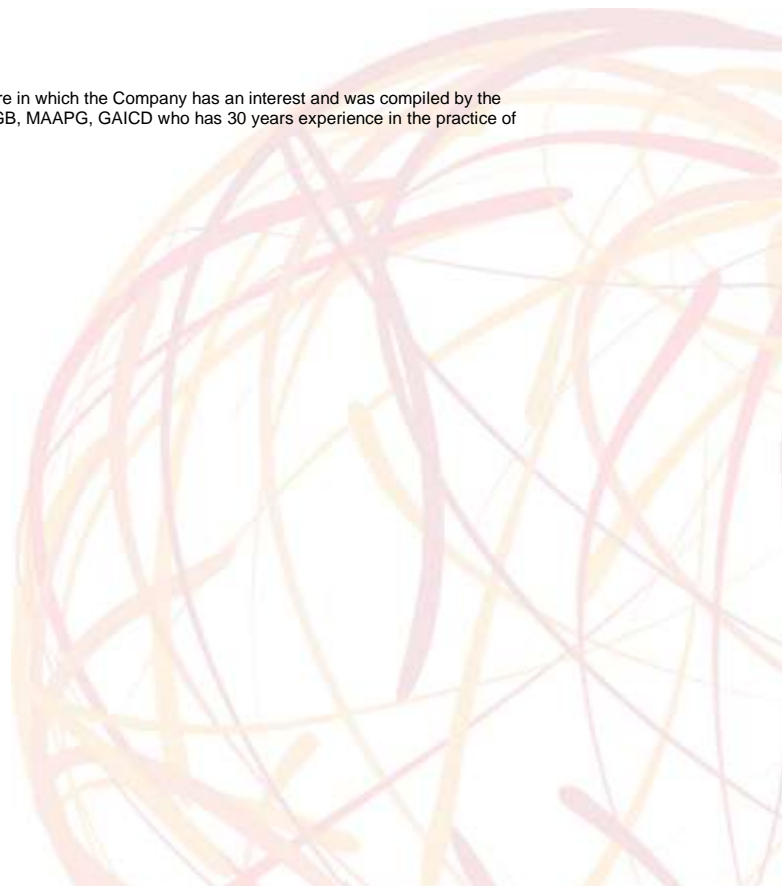 re in which the Company has an interest and was compiled by the
GB, MAAPG, GAICD who has 30 years experience in the practice of